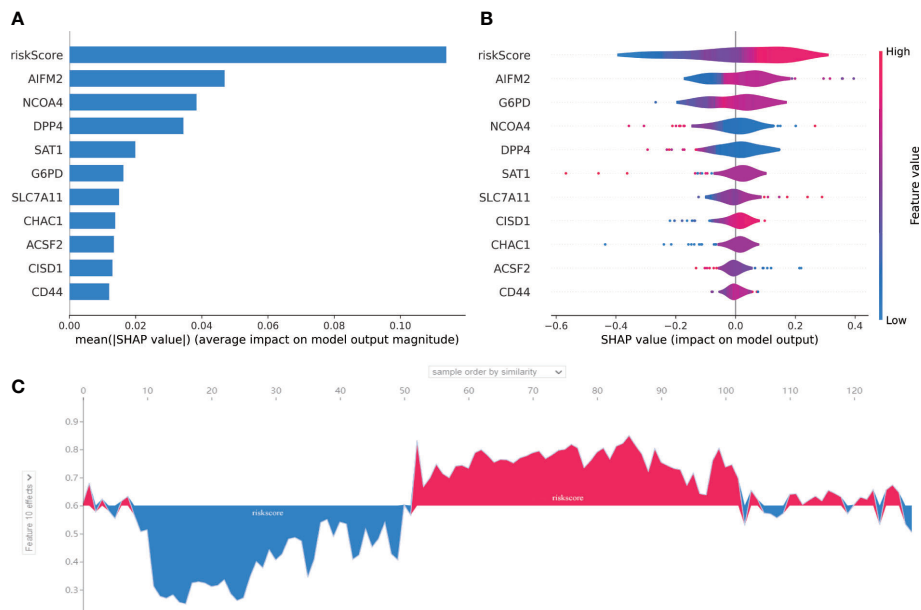 A
riskScore
AIFM2
NCOA4
DPP4
SAT1
G6PD
SLC7A11
CHAC1
ACSF2
CISD1
CD44
0.00 0.02 0.04 0.06 0.08 0.10
mean(|SHAP value|) (average impact on model output magnitude)
B
riskScore
AIFM2
G6PD
NCOA4
DPP4
SAT1
SLC7A11
CISD1
CHAC1
ACSF2
CD44
−0.6 −0.4 −0.2 0.0 0.2 0.4
SHAP value (impact on model output)
High
Feature value
Low
C
sample order by similarity
0 10 20 30 40 50 60 70 80 90 100 110 120
Feature 10 effects
0.9
0.8
0.7
0.6
0.5
0.4
0.3
riskscore
riskscore